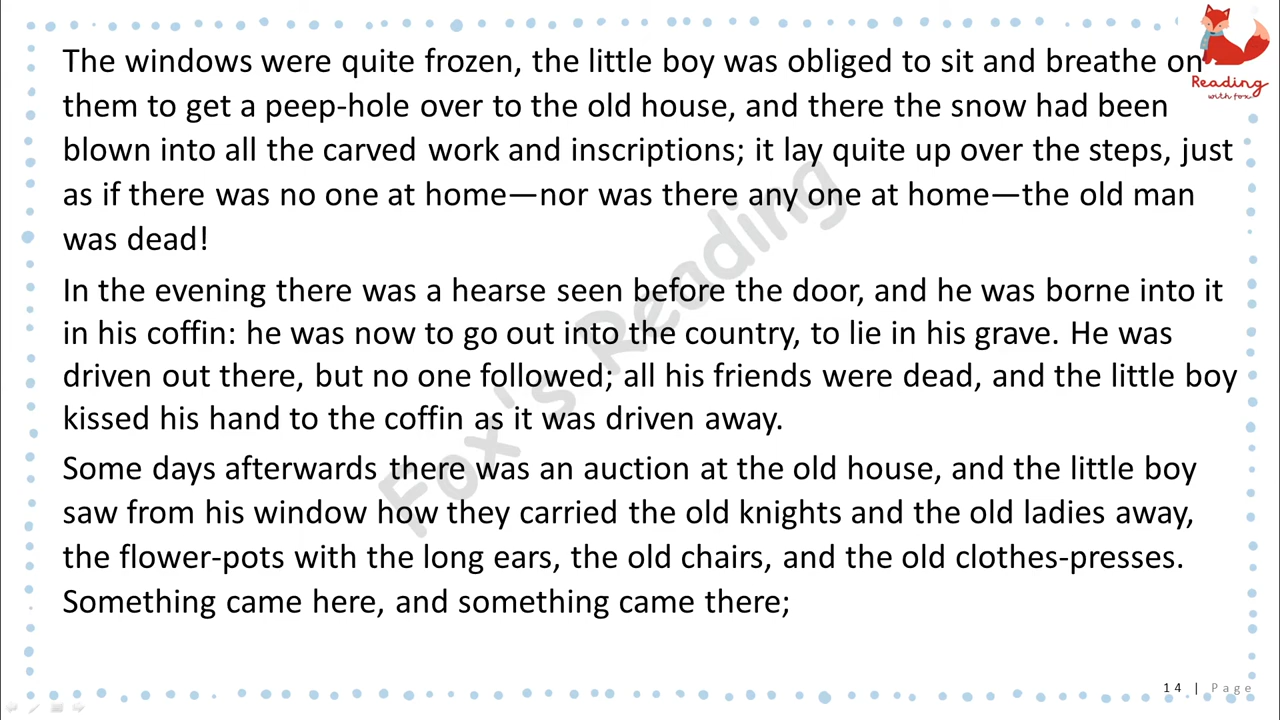 The windows were quite frozen, the little boy was obliged to sit and breathe on
them to get a peep-hole over to the old house, and there the snow had been
blown into all the carved work and inscriptions; it lay quite up over the steps, just
as if there was no one at home—nor was there any one at home—the old man
was dead!
In the evening there was a hearse seen before the door, and he was borne into it
in his coffin: he was now to go out into the country, to lie in his grave. He was
driven out there, but no one followed; all his friends were dead, and the little boy
kissed his hand to the coffin as it was driven away.
Some days afterwards there was an auction at the old house, and the little boy
saw from his window how they carried the old knights and the old ladies away,
the flower-pots with the long ears, the old chairs, and the old clothes-presses.
Something came here, and something came there;
Reading
with fox
Fox's Reading
14 | Page